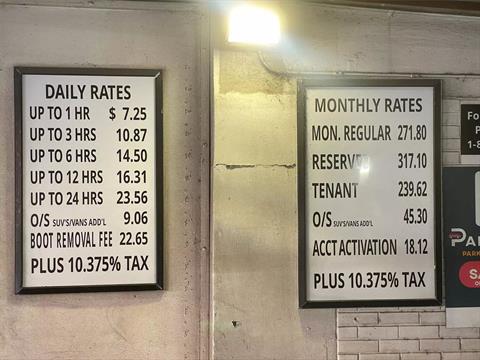 DAILY RATES
UP TO 1 HR $ 7.25
UP TO 3 HRS 10.87
UP TO 6 HRS 14.50
UP TO 12 HRS 16.31
UP TO 24 HRS 23.56
O/S SUV'S/VANS ADD'L 9.06
BOOT REMOVAL FEE 22.65
PLUS 10.375% TAX
MONTHLY RATES
MON. REGULAR 271.80
RESERVED 317.10
TENANT 239.62
O/S SUV'S/VANS ADD'L 45.30
ACCT ACTIVATION 18.12
PLUS 10.375% TAX
Fo
P
1-8